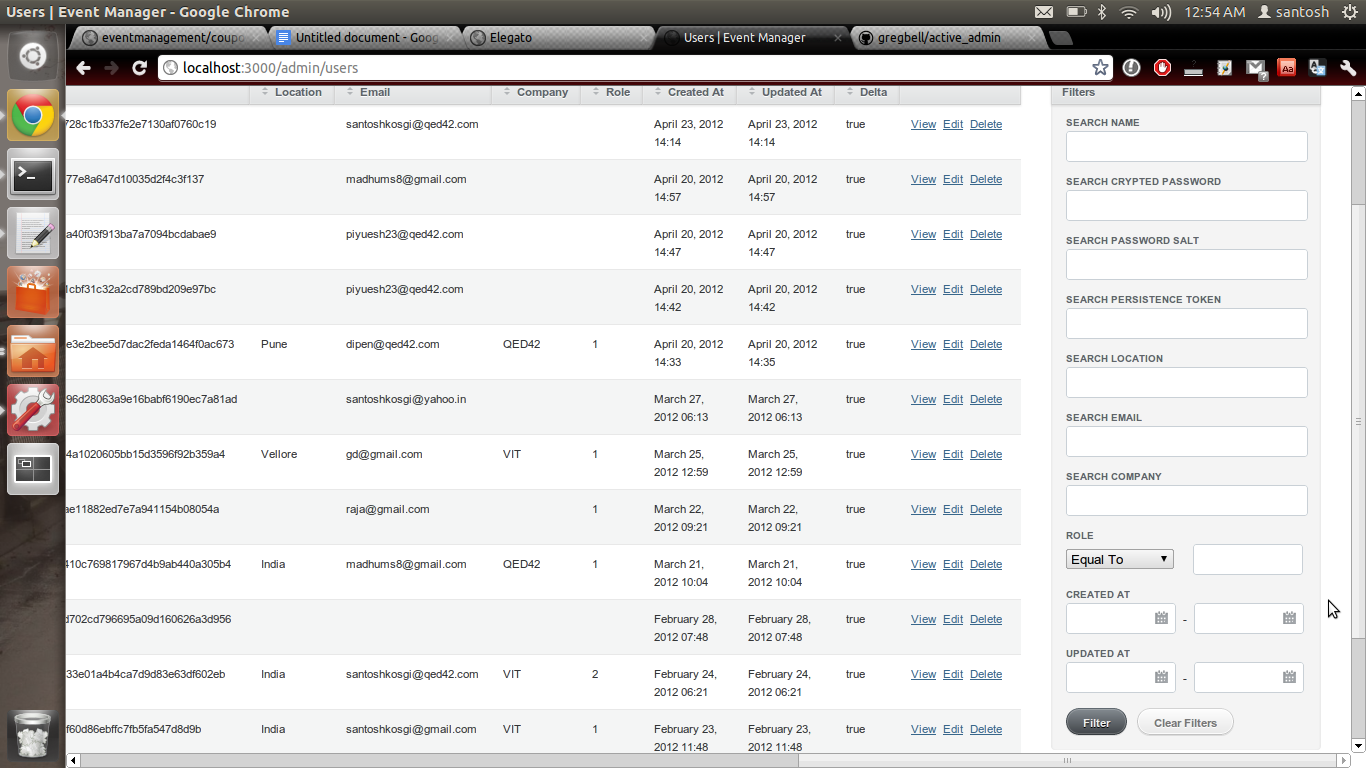 Users | Event Manager - Google Chrome
12:54 AM santosh
eventmanagement/coupo
Untitled document - Goog
Elegato
Users | Event Manager
gregbell/active_admin
localhost:3000/admin/users
Location Email Company Role Created At Updated At Delta
728c1fb337fe2e7130af0760c19 santoshkosgi@qed42.com April 23, 2012 14:14 April 23, 2012 14:14 true View Edit Delete
77e8a647d10035d2f4c3f137 madhums8@gmail.com April 20, 2012 14:57 April 20, 2012 14:57 true View Edit Delete
a40f03f913ba7a7094bcdabae9 piyuesh23@qed42.com April 20, 2012 14:47 April 20, 2012 14:47 true View Edit Delete
1cbf31c32a2cd789bd209e97bc piyuesh23@qed42.com April 20, 2012 14:42 April 20, 2012 14:42 true View Edit Delete
e3e2bee5d7dac2feda1464f0ac673 Pune dipen@qed42.com QED42 1 April 20, 2012 14:33 April 20, 2012 14:35 true View Edit Delete
96d28063a9e16babf6190ec7a81ad santoshkosgi@yahoo.in March 27, 2012 06:13 March 27, 2012 06:13 true View Edit Delete
4a1020605bb15d3596f92b359a4 Vellore gd@gmail.com VIT 1 March 25, 2012 12:59 March 25, 2012 12:59 true View Edit Delete
ae11882ed7e7a941154b08054a raja@gmail.com 1 March 22, 2012 09:21 March 22, 2012 09:21 true View Edit Delete
410c769817967d4b9ab440a305b4 India madhums8@gmail.com QED42 1 March 21, 2012 10:04 March 21, 2012 10:04 true View Edit Delete
d702cd796695a09d160626a3d956 February 28, 2012 07:48 February 28, 2012 07:48 true View Edit Delete
33e01a4b4ca7d9d83e63df602eb India santoshkosgi@qed42.com VIT 2 February 24, 2012 06:21 February 24, 2012 06:21 true View Edit Delete
f60d86ebffc7fb5fa547d8d9b India santoshkosgi@gmail.com VIT 1 February 23, 2012 11:48 February 23, 2012 11:48 true View Edit Delete
Filters
SEARCH NAME
SEARCH CRYPTED PASSWORD
SEARCH PASSWORD SALT
SEARCH PERSISTENCE TOKEN
SEARCH LOCATION
SEARCH EMAIL
SEARCH COMPANY
ROLE
Equal To
CREATED AT
-
UPDATED AT
-
Filter Clear Filters